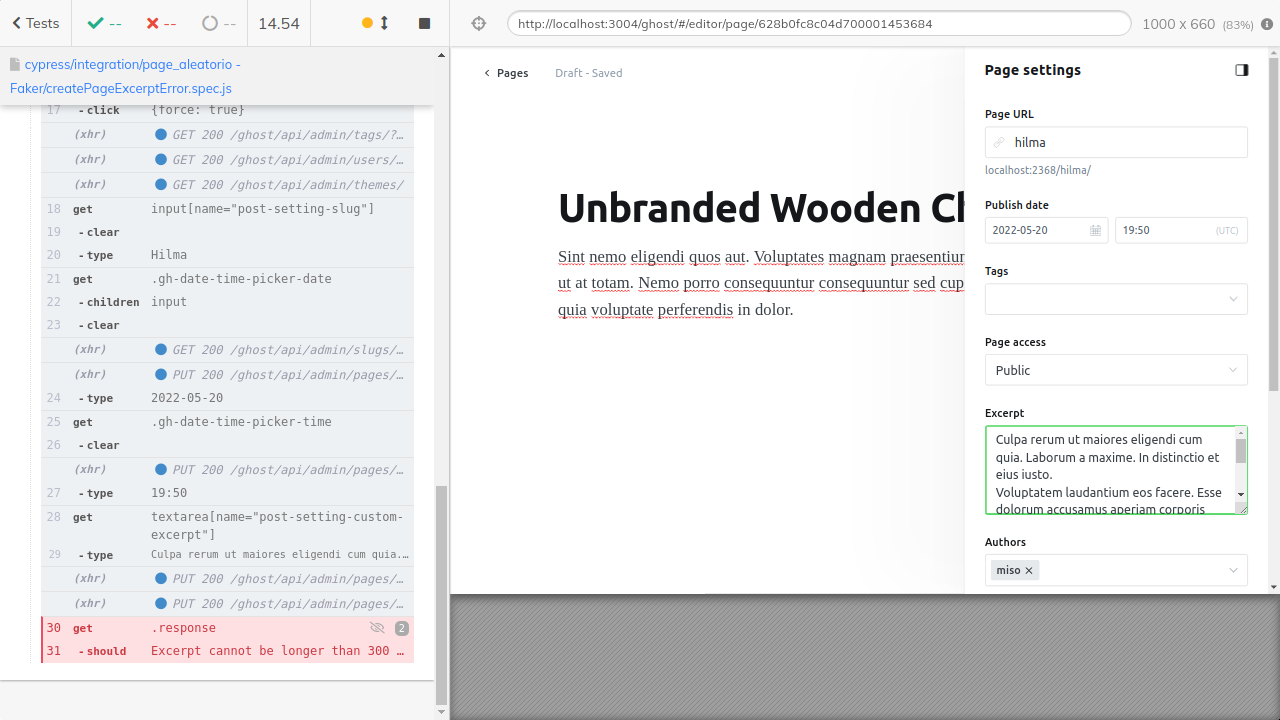 Tests
--
--
--
14.54
http://localhost:3004/ghost/#/editor/page/628b0fc8c04d700001453684
1000 x 660 (83%)
cypress/integration/page_aleatorio -
Faker/createPageExcerptError.spec.js
17 - click {force: true}
(xhr) GET 200 /ghost/api/admin/tags/?…
(xhr) GET 200 /ghost/api/admin/users/…
(xhr) GET 200 /ghost/api/admin/themes/
18 get input[name="post-setting-slug"]
19 - clear
20 - type Hilma
21 get .gh-date-time-picker-date
22 - children input
23 - clear
(xhr) GET 200 /ghost/api/admin/slugs/…
(xhr) PUT 200 /ghost/api/admin/pages/…
24 - type 2022-05-20
25 get .gh-date-time-picker-time
26 - clear
(xhr) PUT 200 /ghost/api/admin/pages/…
27 - type 19:50
28 get textarea[name="post-setting-custom-
excerpt"]
29 - type Culpa rerum ut maiores eligendi cum quia.…
(xhr) PUT 200 /ghost/api/admin/pages/…
(xhr) PUT 200 /ghost/api/admin/pages/…
30 get .response 2
31 - should Excerpt cannot be longer than 300 …
Pages
Draft - Saved
Unbranded Wooden Ch
Sint nemo eligendi quos aut. Voluptates magnam praesentiun
ut at totam. Nemo porro consequuntur consequuntur sed cup
quia voluptate perferendis in dolor.
Page settings
Page URL
hilma
localhost:2368/hilma/
Publish date
2022-05-20
19:50 (UTC)
Tags
Page access
Public
Excerpt
Culpa rerum ut maiores eligendi cum
quia. Laborum a maxime. In distinctio et
eius iusto.
Voluptatem laudantium eos facere. Esse
dolorum accusamus aperiam corporis
Authors
miso ×